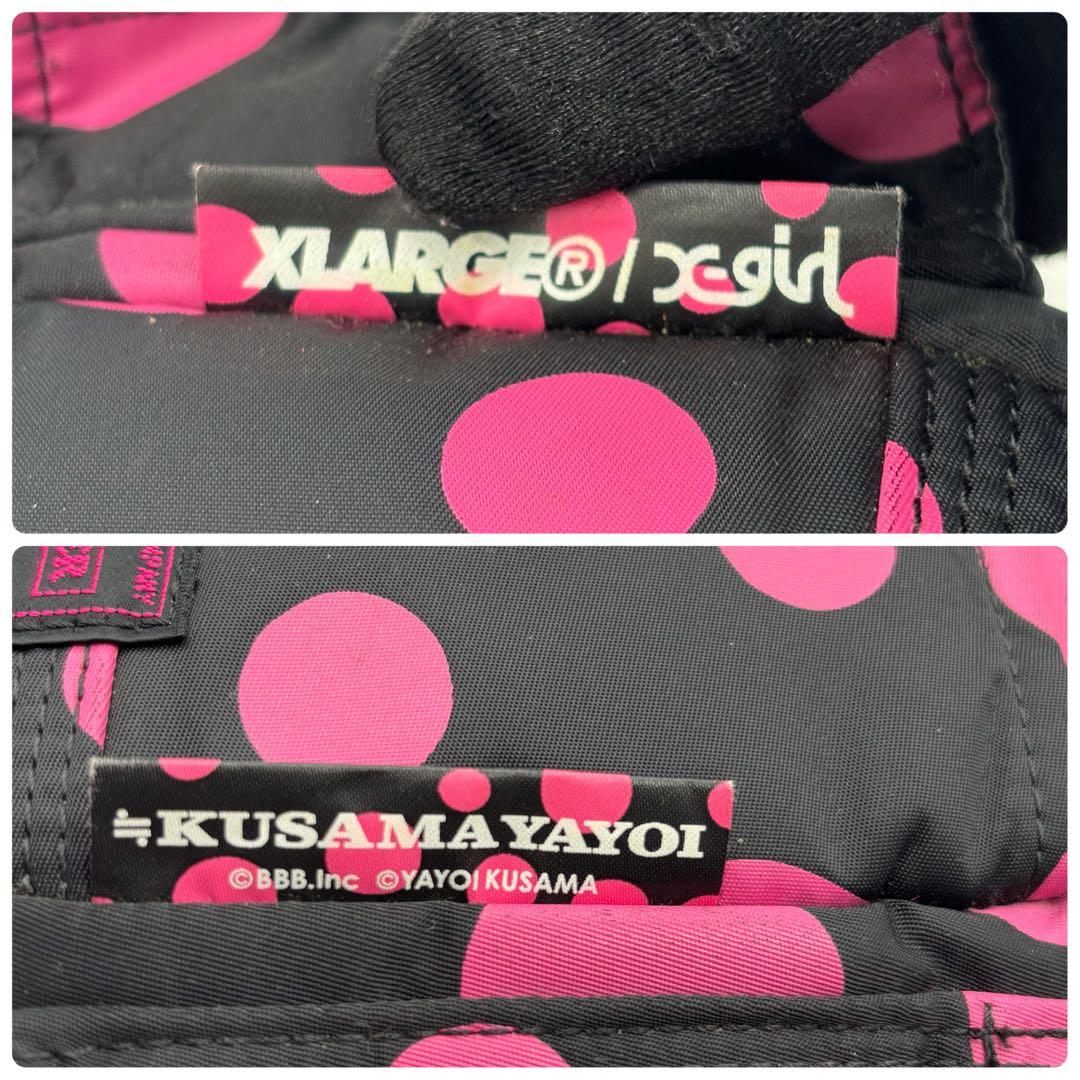 XLARGE®/X-girl
≒KUSAMAYAYOI
©BBB.Inc ©YAYOI KUSAMA